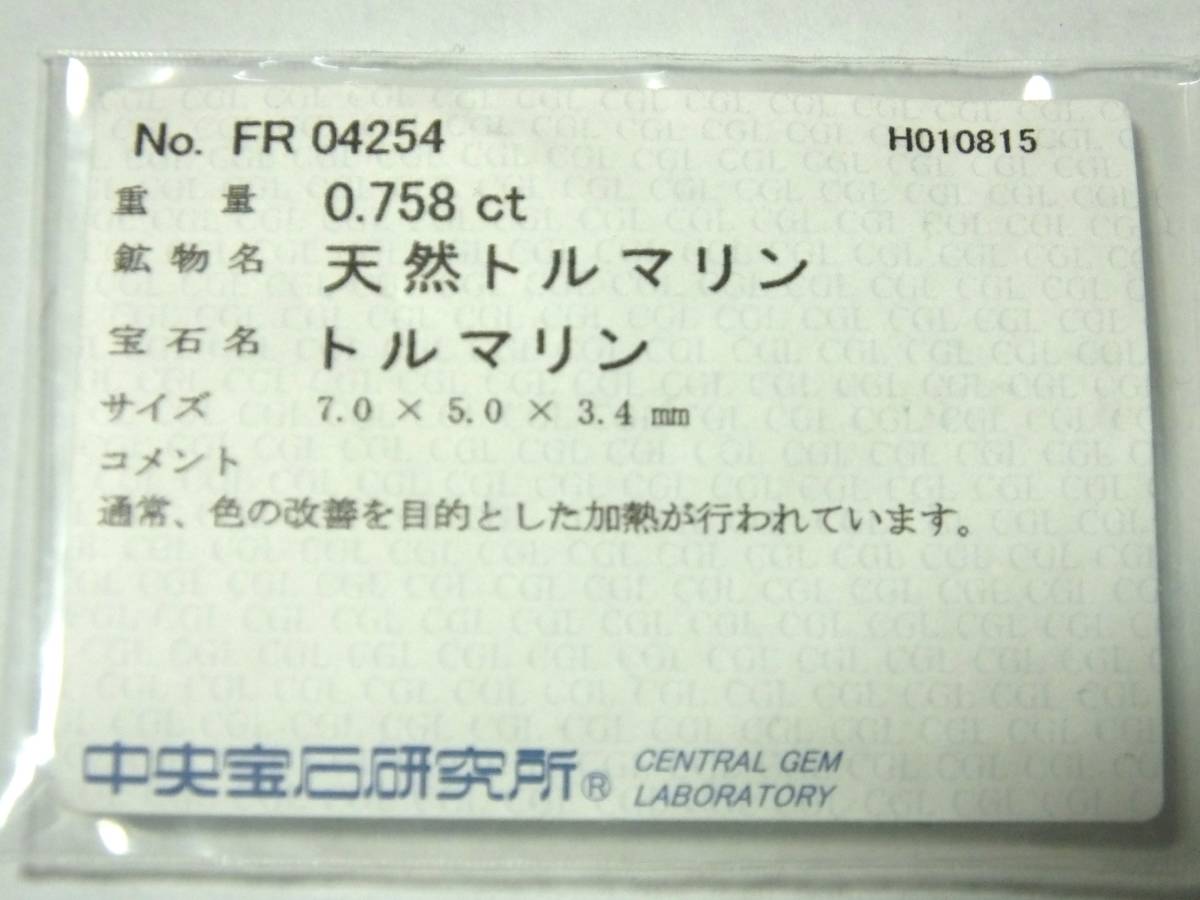 No. FR 04254 H010815
重量 0.758 ct
鉱物名 天然トルマリン
宝石名 トルマリン
サイズ 7.0 × 5.0 × 3.4 mm
コメント
通常、色の改善を目的とした加熱が行われています。
中央宝石研究所® CENTRAL GEM
LABORATORY